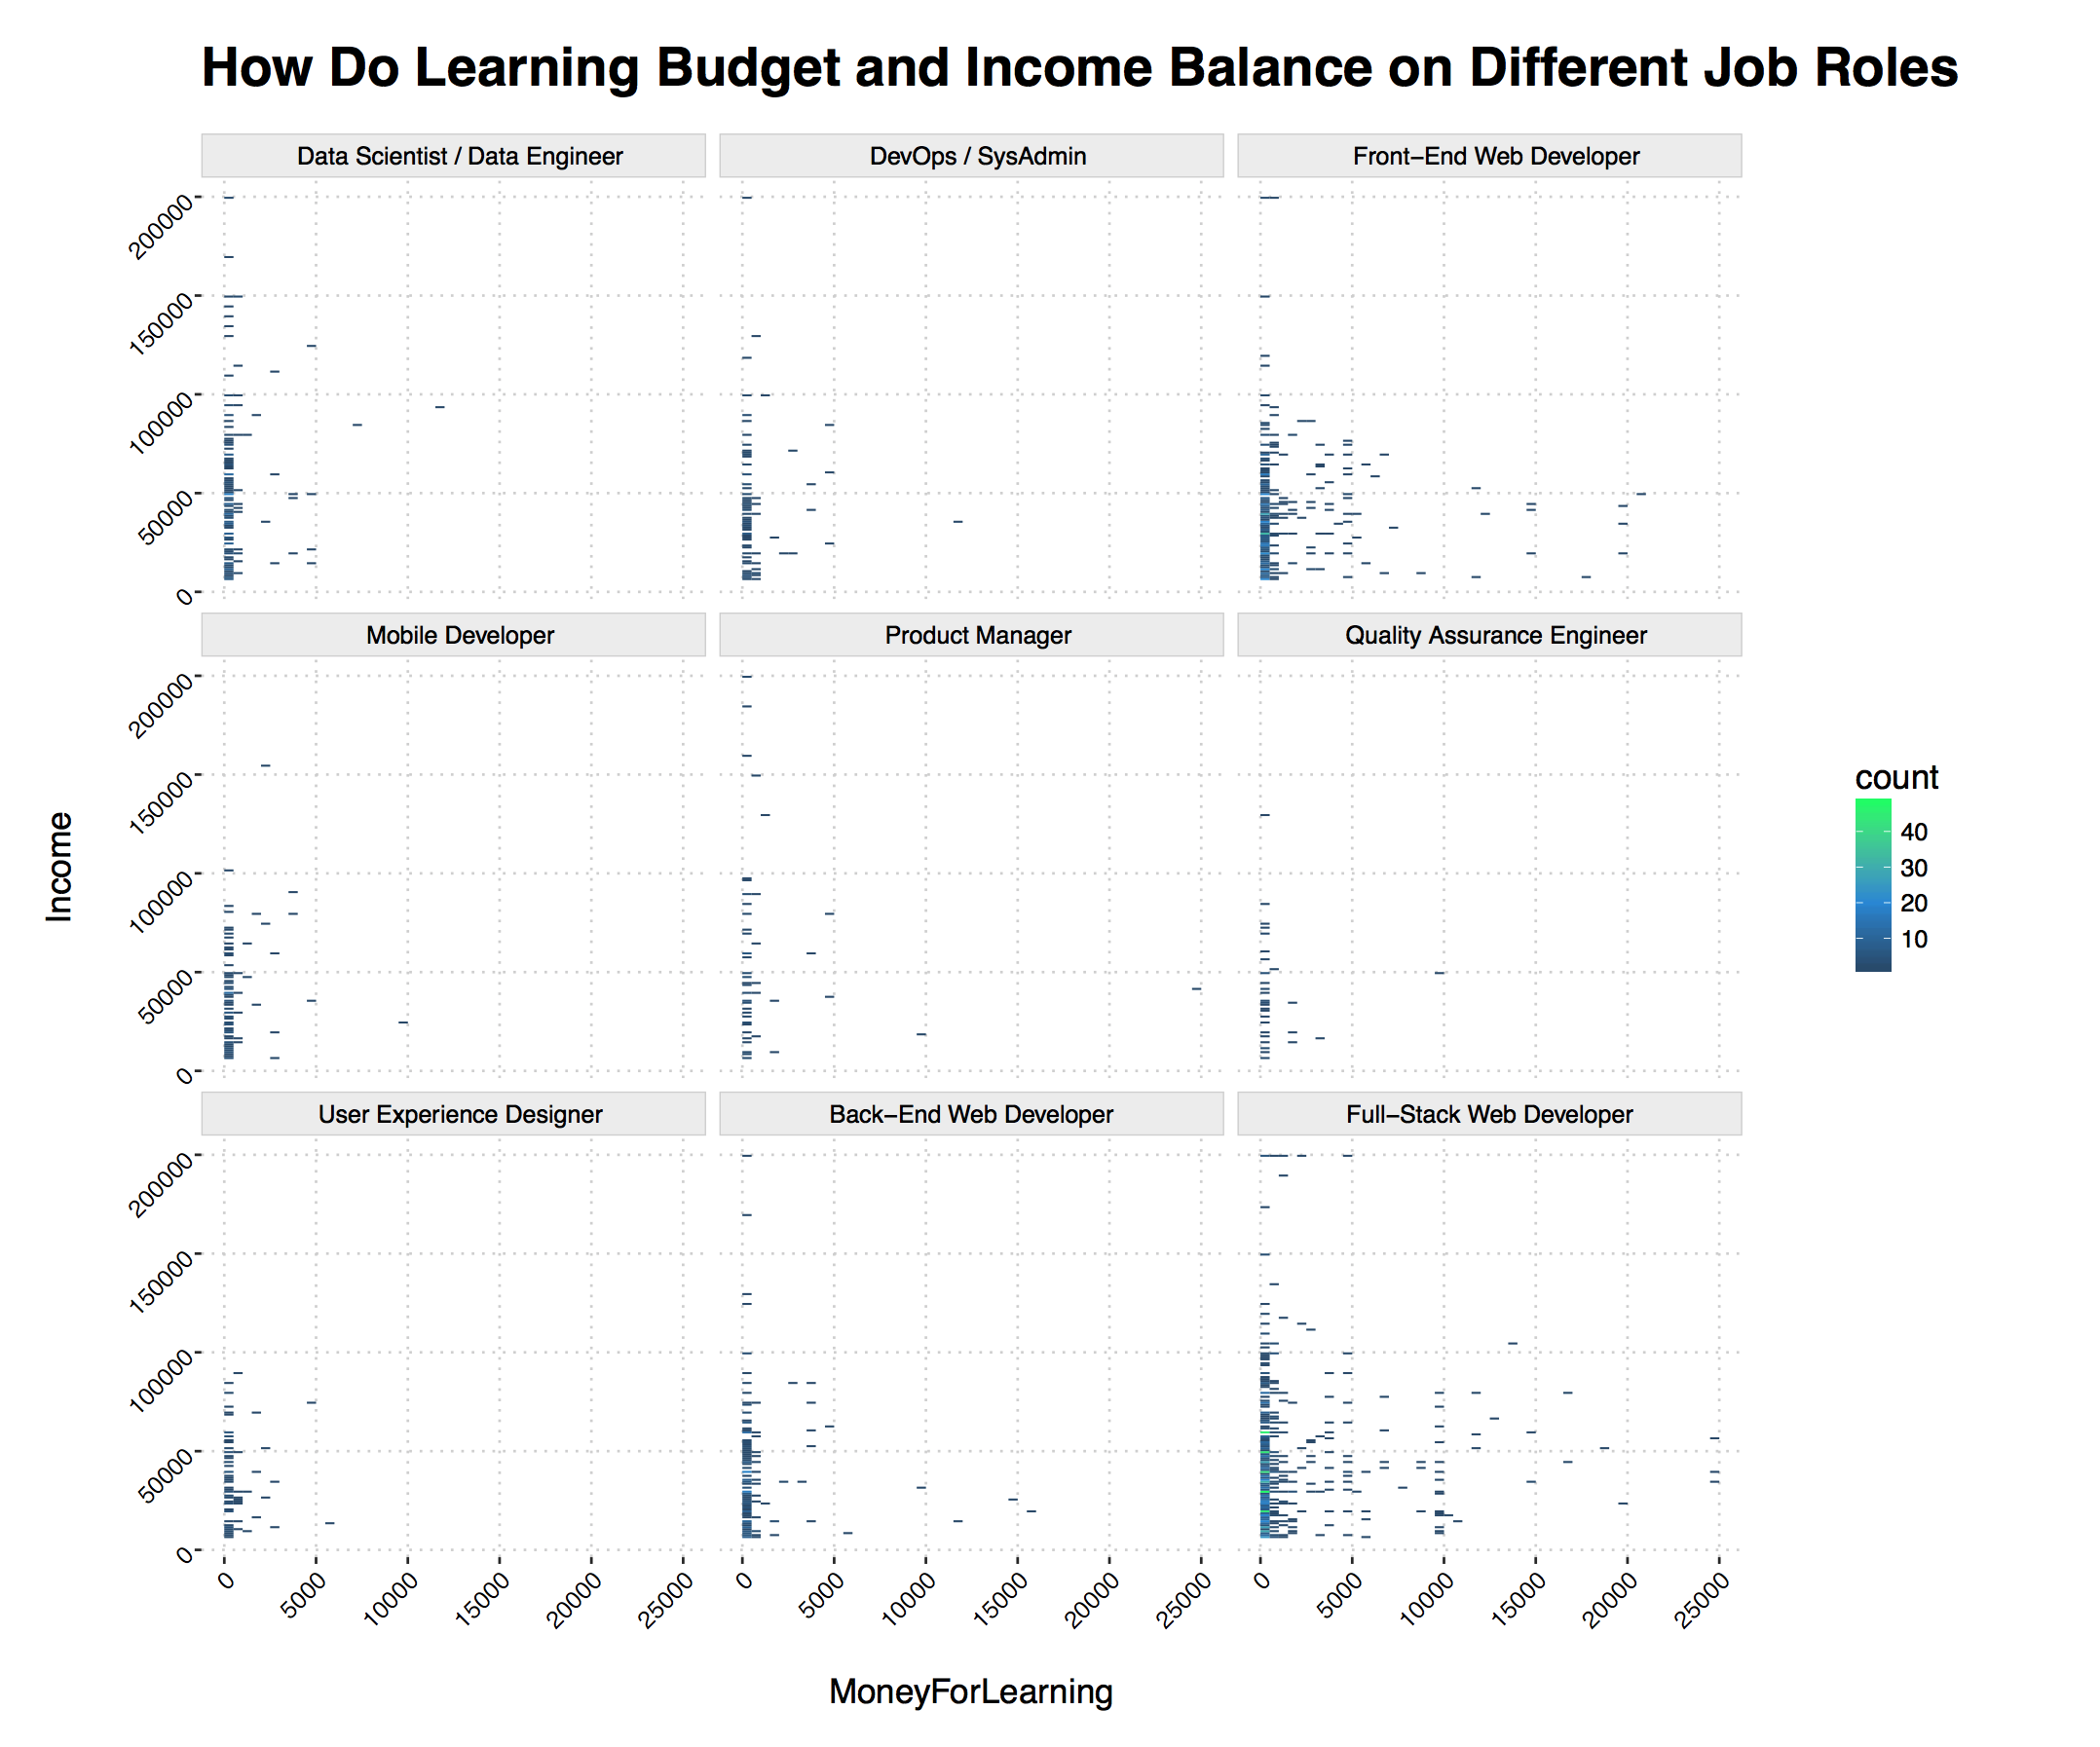 How Do Learning Budget and Income Balance on Different Job Roles
Data Scientist / Data Engineer
DevOps / SysAdmin
Front−End Web Developer
200000
150000
100000
50000
0
Mobile Developer
Product Manager
Quality Assurance Engineer
200000
150000
100000
50000
0
User Experience Designer
Back−End Web Developer
Full−Stack Web Developer
200000
150000
100000
50000
0
0 5000 10000 15000 20000 25000
0 5000 10000 15000 20000 25000
0 5000 10000 15000 20000 25000
Income
MoneyForLearning
count
40
30
20
10